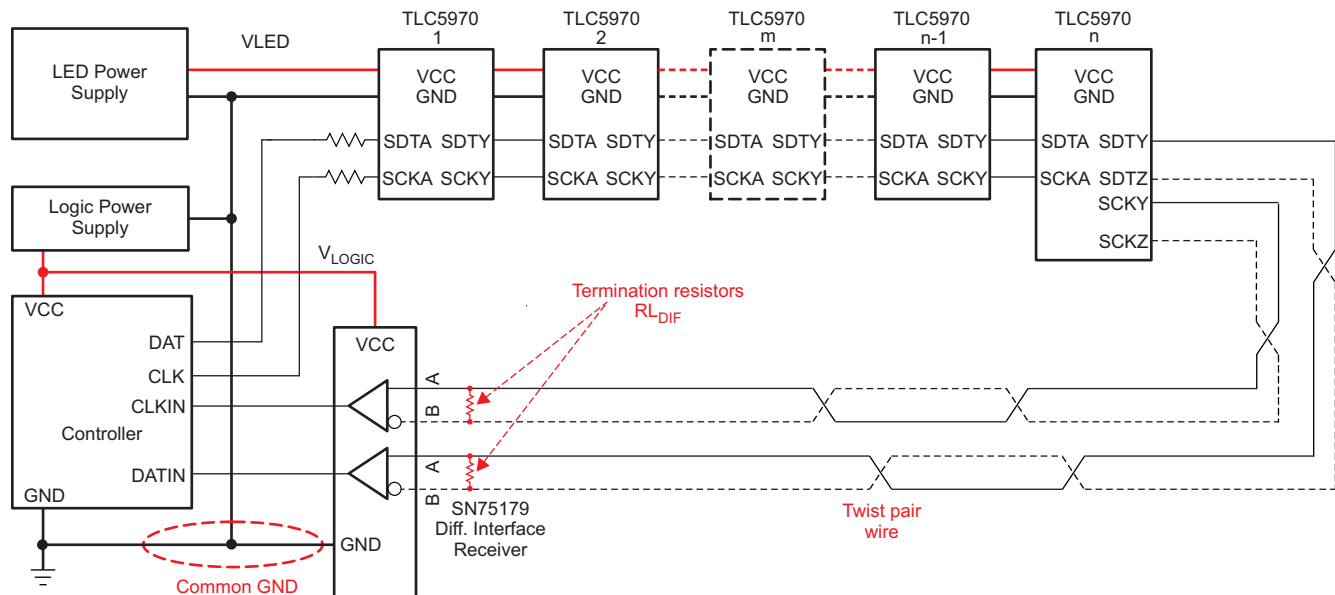 TLC5970
1
TLC5970
2
TLC5970
m
TLC5970
n-1
TLC5970
n
VLED
LED Power
Supply
VCC
GND
SDTA SDTY
SCKA SCKY
VCC
GND
SDTA SDTY
SCKA SCKY
VCC
GND
SDTA SDTY
SCKA SCKY
VCC
GND
SDTA SDTY
SCKA SCKY
VCC
GND
SDTA SDTY
SCKA SDTZ
SCKY
SCKZ
Logic Power
Supply
VLOGIC
VCC
DAT
CLK
CLKIN
Controller
DATIN
GND
VCC
A
B
A
B
GND
Termination resistors
RLDIF
SN75179
Diff. Interface
Receiver
Twist pair
wire
Common GND